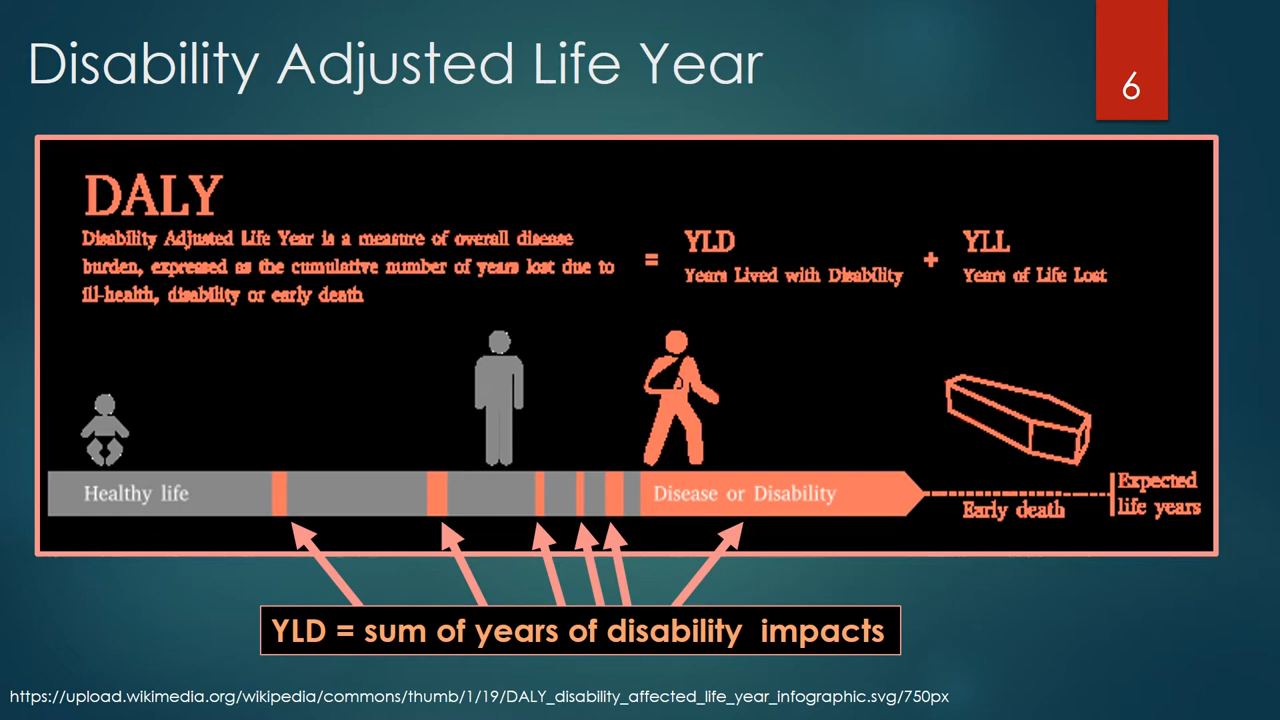 Disability Adjusted Life Year
6
DALY
Disability Adjusted Life Year is a measure of overall disease
burden, expressed as the cumulative number of years lost due to
ill-health, disability or early death
=
YLD
Years Lived with Disability
+
YLL
Years of Life Lost
Healthy life
Disease or Disability
Early death
Expected
life years
YLD = sum of years of disability impacts
https://upload.wikimedia.org/wikipedia/commons/thumb/1/19/DALY_disability_affected_life_year_infographic.svg/750px